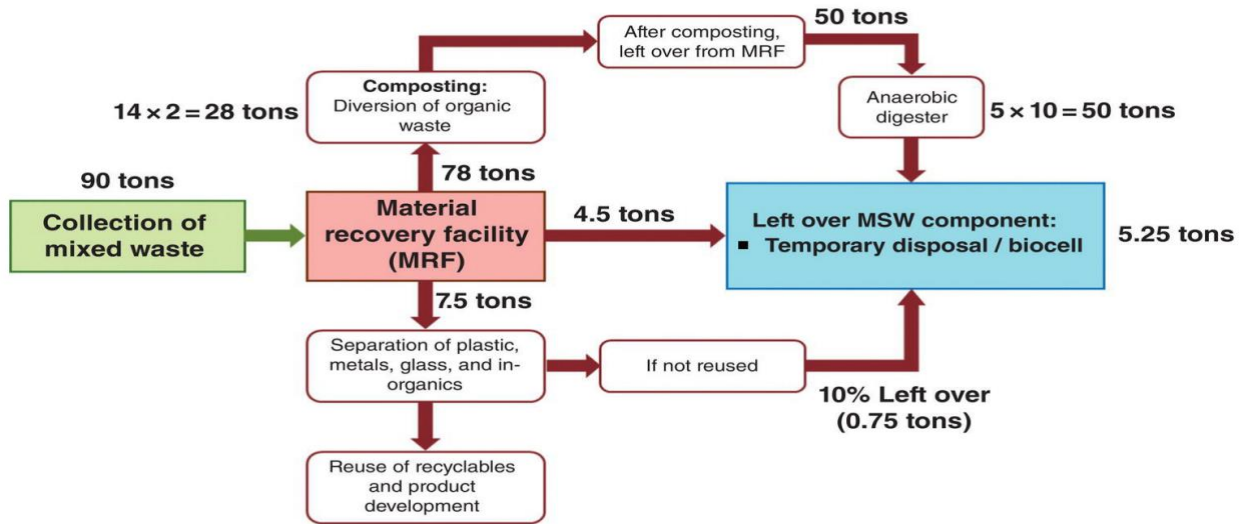 50 tons
After composting,
left over from MRF
Composting:
Diversion of organic
waste
14 × 2 = 28 tons
Anaerobic
digester
5 × 10 = 50 tons
90 tons
78 tons
Collection of
mixed waste
Material
recovery facility
(MRF)
4.5 tons
Left over MSW component:
▪ Temporary disposal / biocell
5.25 tons
7.5 tons
Separation of plastic,
metals, glass, and in-
organics
If not reused
10% Left over
(0.75 tons)
Reuse of recyclables
and product
development